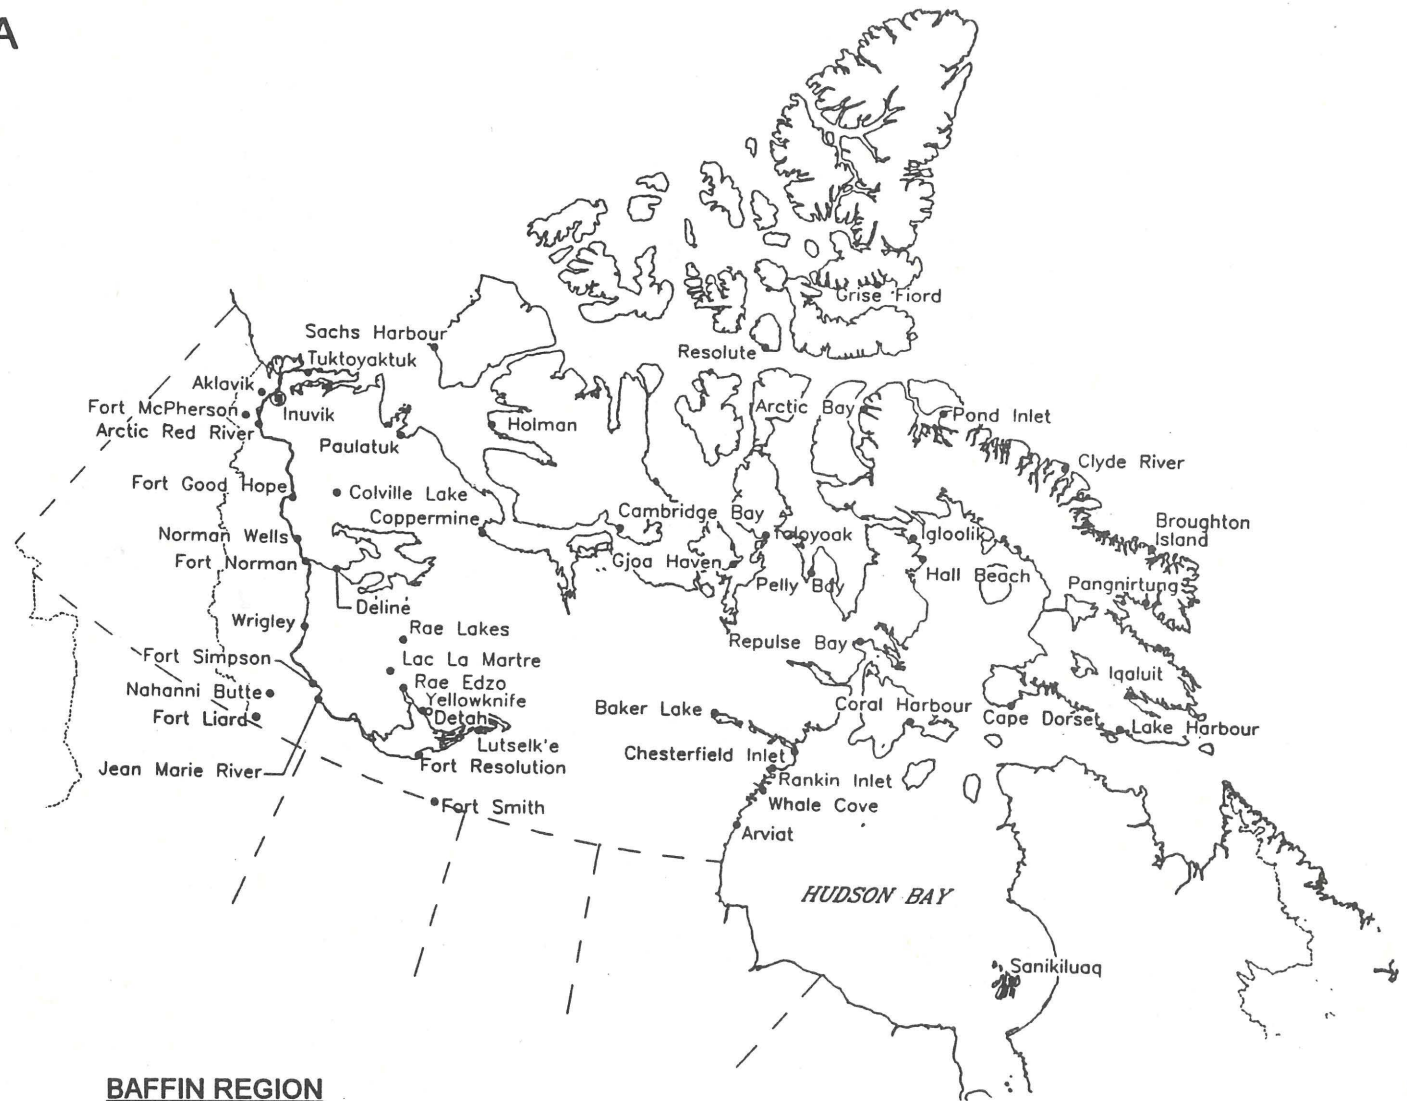 A
Grise Fiord
Sachs Harbour
Resolute
Tuktoyaktuk
Aklavik
Fort McPherson
Inuvik
Arctic Bay
Pond Inlet
Arctic Red River
Holman
Paulatuk
Clyde River
Fort Good Hope
Colville Lake
Coppermine
Cambridge Bay
Broughton
Island
Norman Wells
Taloyoak
Igloolik
Fort Norman
Gjoa Haven
Pelly Bay
Hall Beach
Pangnirtung
Déline
Wrigley
Rae Lakes
Repulse Bay
Fort Simpson
Lac La Martre
Iqaluit
Nahanni Butte
Rae Edzo
Yellowknife
Fort Liard
Detah
Baker Lake
Coral Harbour
Cape Dorset
Lake Harbour
Lutselk'e
Chesterfield Inlet
Jean Marie River
Fort Resolution
Rankin Inlet
Fort Smith
Whale Cove
Arviat
HUDSON BAY
Sanikiluaq
BAFFIN REGION